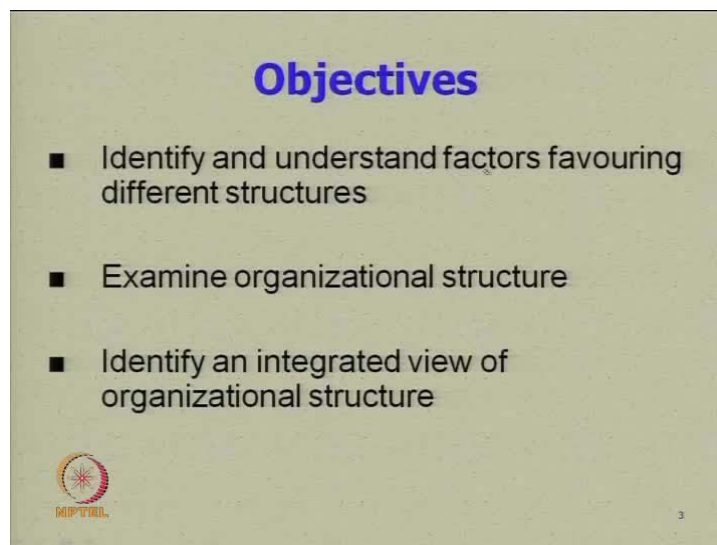 Objectives
■ Identify and understand factors favouring
different structures
■ Examine organizational structure
■ Identify an integrated view of
organizational structure
NPTEL
3